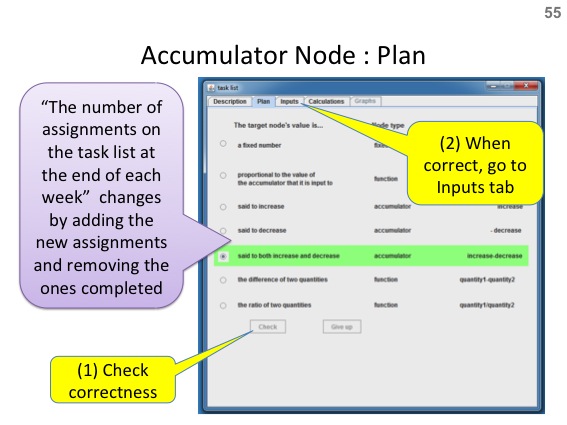 55
Accumulator Node : Plan
“The number of
assignments on
the task list at
the end of each
week” changes
by adding the
new assignments
and removing the
ones completed
task list
Description Plan Inputs Calculations Graphs
The target node's value is... Node type
a fixed number
(2) When
correct, go to
Inputs tab
proportional to the value of
the accumulator that it is input to function
said to increase accumulator increase
said to decrease accumulator - decrease
said to both increase and decrease accumulator increase-decrease
the difference of two quantities function quantity1-quantity2
the ratio of two quantities function quantity1/quantity2
Check Give up
(1) Check
correctness